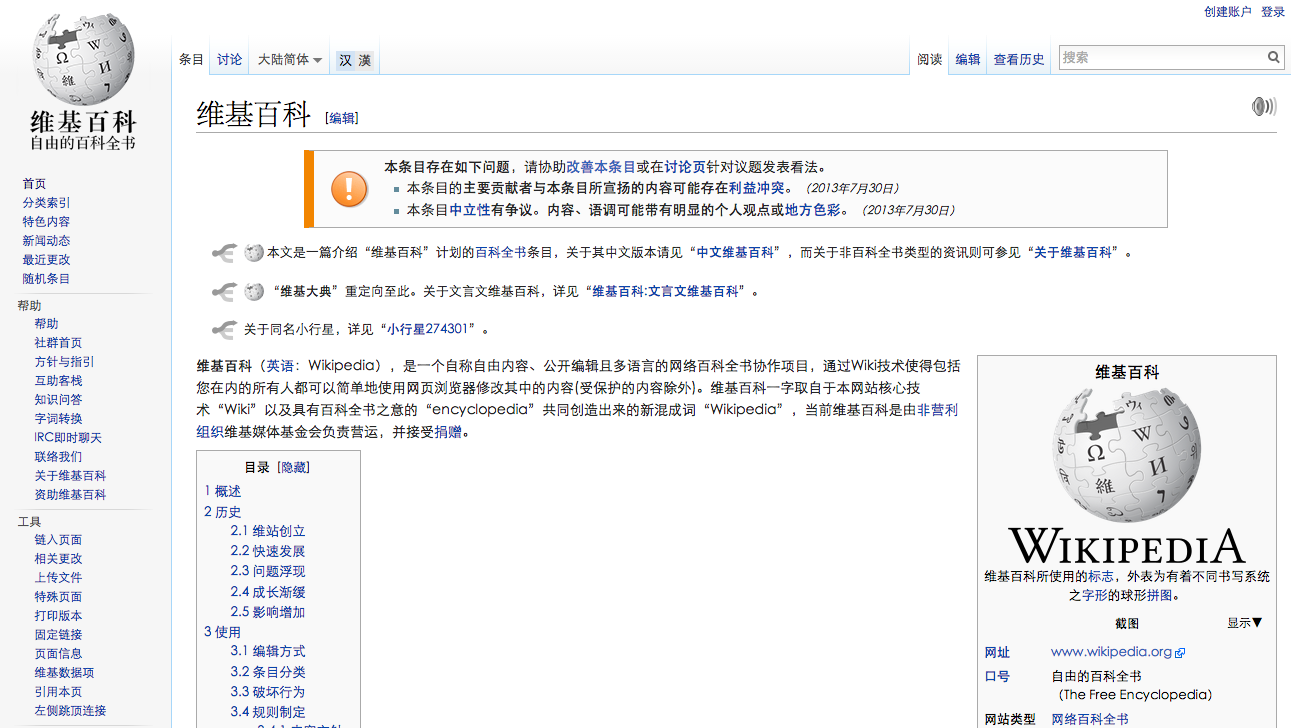 创建账户 登录
条目 讨论 大陆简体 汉 漢 阅读 编辑 查看历史 搜索
维基百科
自由的百科全书
首页
分类索引
特色内容
新闻动态
最近更改
随机条目
帮助
帮助
社群首页
方针与指引
互助客栈
知识问答
字词转换
IRC即时聊天
联络我们
关于维基百科
资助维基百科
工具
链入页面
相关更改
上传文件
特殊页面
打印版本
固定链接
页面信息
维基数据项
引用本页
左侧跳顶连接
维基百科 [编辑]
本条目存在如下问题，请协助改善本条目或在讨论页针对议题发表看法。
本条目的主要贡献者与本条目所宣扬的内容可能存在利益冲突。（2013年7月30日）
本条目中立性有争议。内容、语调可能带有明显的个人观点或地方色彩。（2013年7月30日）
本文是一篇介绍“维基百科”计划的百科全书条目，关于其中文版本请见“中文维基百科”，而关于非百科全书类型的资讯则可参见“关于维基百科”。
“维基大典”重定向至此。关于文言文维基百科，详见“维基百科:文言文维基百科”。
关于同名小行星，详见“小行星274301”。
维基百科（英语：Wikipedia），是一个自称自由内容、公开编辑且多语言的网络百科全书协作项目，通过Wiki技术使得包括
您在内的所有人都可以简单地使用网页浏览器修改其中的内容(受保护的内容除外)。维基百科一字取自于本网站核心技
术“Wiki”以及具有百科全书之意的“encyclopedia”共同创造出来的新混成词“Wikipedia”，当前维基百科是由非营利
组织维基媒体基金会负责营运，并接受捐赠。
目录 [隐藏]
1 概述
2 历史
2.1 维站创立
2.2 快速发展
2.3 问题浮现
2.4 成长渐缓
2.5 影响增加
3 使用
3.1 编辑方式
3.2 条目分类
3.3 破坏行为
3.4 规则制定
维基百科
Ω W И 維
WIKIPEDIA
维基百科所使用的标志，外表为有着不同书写系统
之字形的球形拼图。
截图 显示▼
网址 www.wikipedia.org
口号 自由的百科全书
（The Free Encyclopedia）
网站类型 网络百科全书